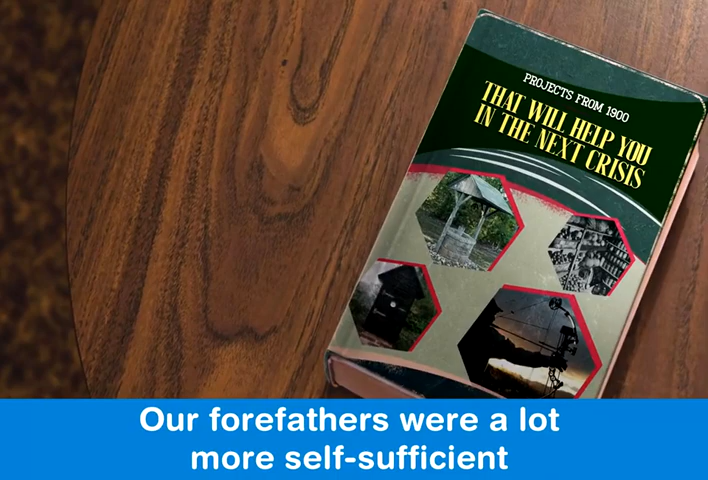 PROJECTS FROM 1900
THAT WILL HELP YOU
IN THE NEXT CRISIS
Our forefathers were a lot
more self-sufficient